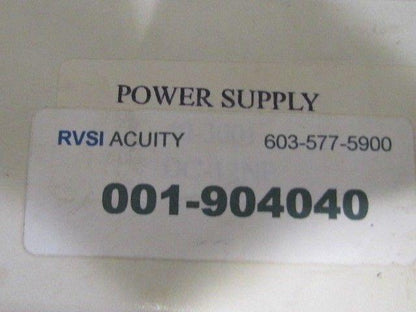 POWER SUPPLY
RVSI ACUITY 603-577-5900
001-904040